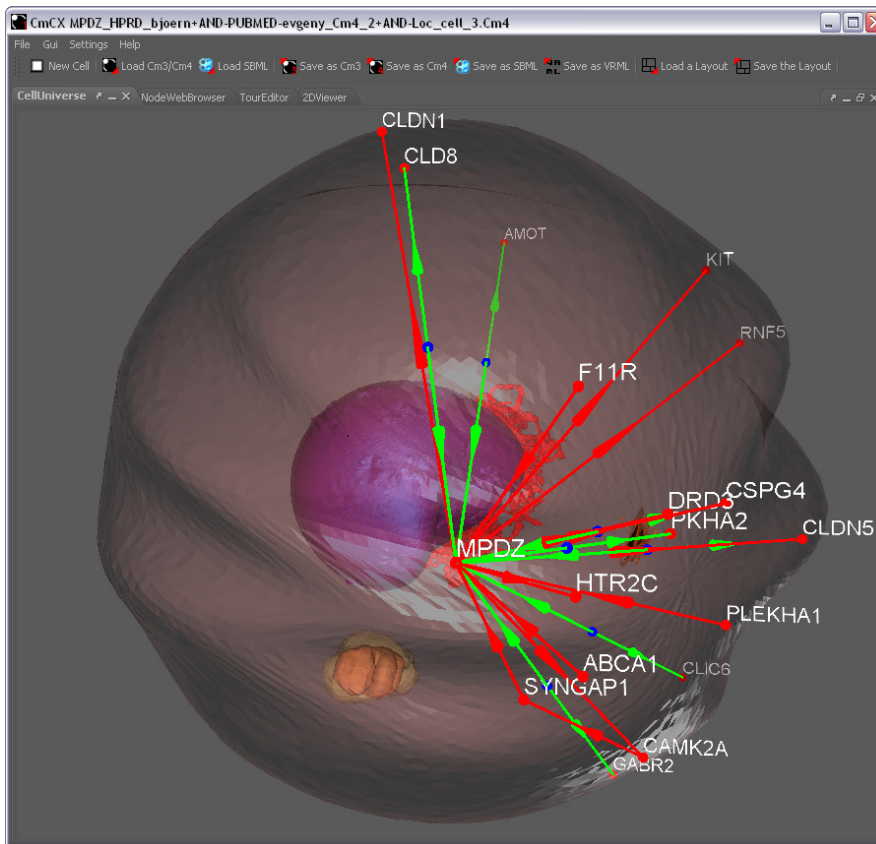 CmCX MPDZ_HPRD_bjoern+AND-PUBMED-evgeny_Cm4_2+AND-Loc_cell_3.Cm4
File Gui Settings Help
New Cell Load Cm3/Cm4 Load SBML Save as Cm3 Save as Cm4 Save as SBML Save as VRML Load a Layout Save the Layout
CellUniverse NodeWebBrowser TourEditor 2DViewer
CLDN1
CLD8
AMOT
KIT
RNF5
F11R
CSPG4
DRD3
PKHA2
CLDN5
MPDZ
HTR2C
PLEKHA1
ABCA1
CLIC6
SYNGAP1
CAMK2A
GABR2